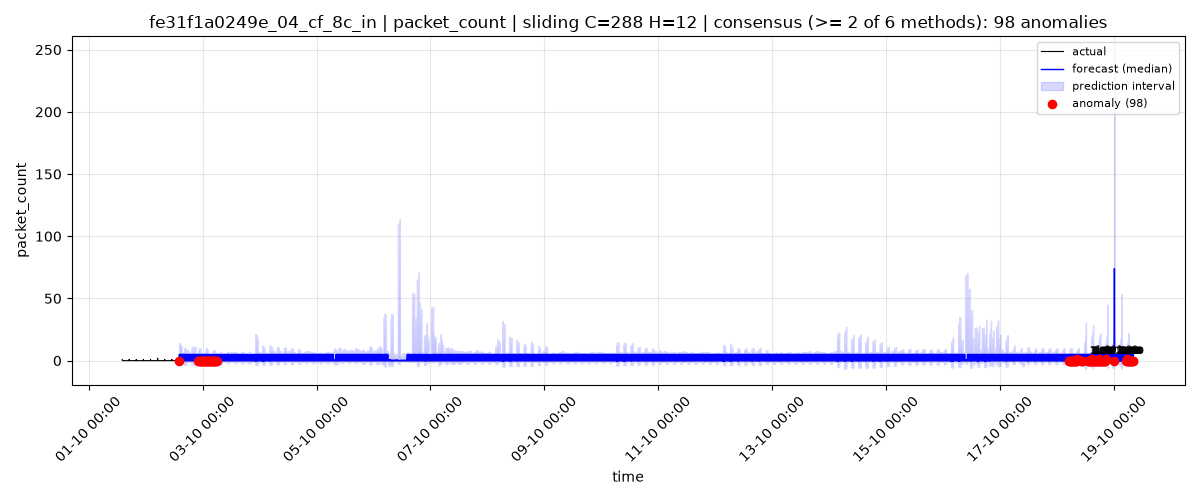 fe31f1a0249e_04_cf_8c_in | packet_count | sliding C=288 H=12 | consensus (>= 2 of 6 methods): 98 anomalies
250
200
150
100
50
0
packet_count
actual
forecast (median)
prediction interval
anomaly (98)
01-10 00:00
03-10 00:00
05-10 00:00
07-10 00:00
09-10 00:00
11-10 00:00
13-10 00:00
15-10 00:00
17-10 00:00
19-10 00:00
time